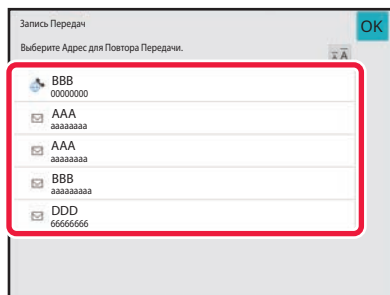 Запись Передач
OK
Выберите Адрес для Повтора Передачи.
BBB
00000000
AAA
aaaaaaaa
AAA
aaaaaaaa
BBB
aaaaaaaaa
DDD
66666666